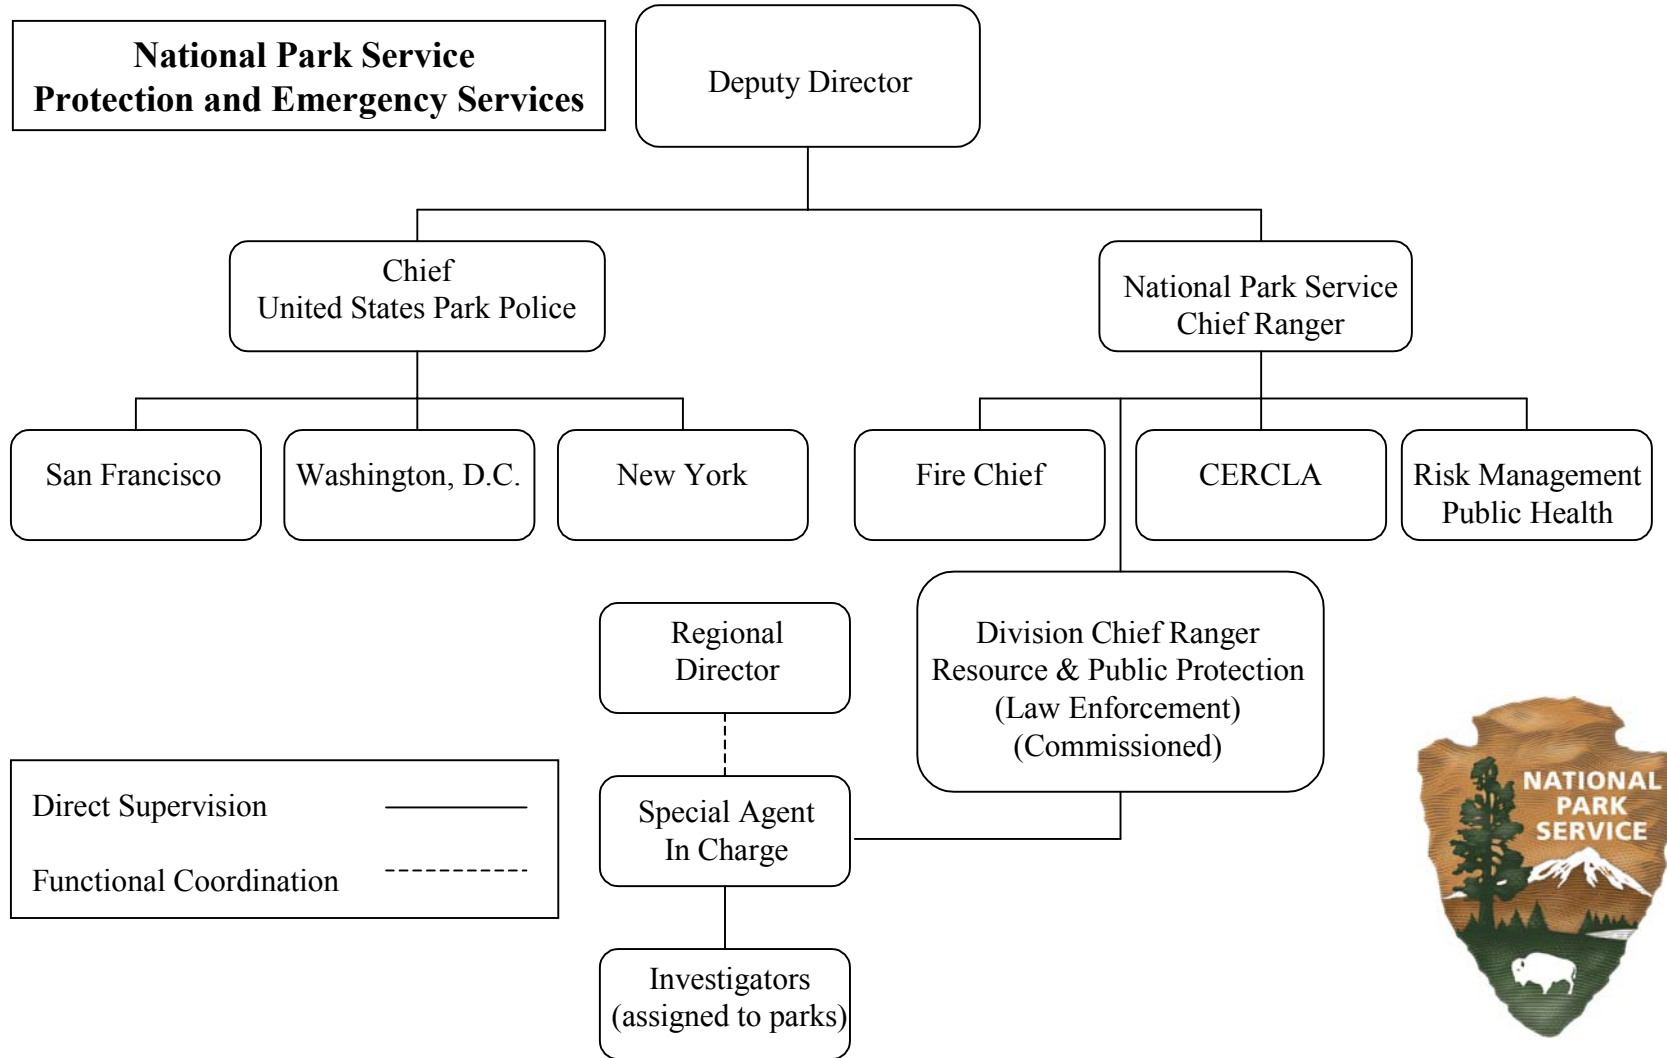 National Park Service
Protection and Emergency Services
Deputy Director
Chief
United States Park Police
National Park Service
Chief Ranger
San Francisco
Washington, D.C.
New York
Fire Chief
CERCLA
Risk Management
Public Health
Regional
Director
Division Chief Ranger
Resource & Public Protection
(Law Enforcement)
(Commissioned)
Direct Supervision
Functional Coordination
Special Agent
In Charge
Investigators
(assigned to parks)
NATIONAL
PARK
SERVICE